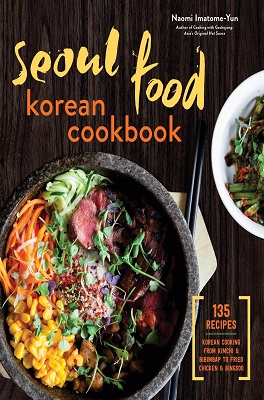 Naomi Imatome-Yun
Author of Cooking with Gochujang
Asia's Original Hot Sauce
seoul food
korean
cookbook
135
RECIPES
KOREAN COOKING
FROM KIMCHI &
BIBIMBAP TO FRIED
CHICKEN & BINGSOO